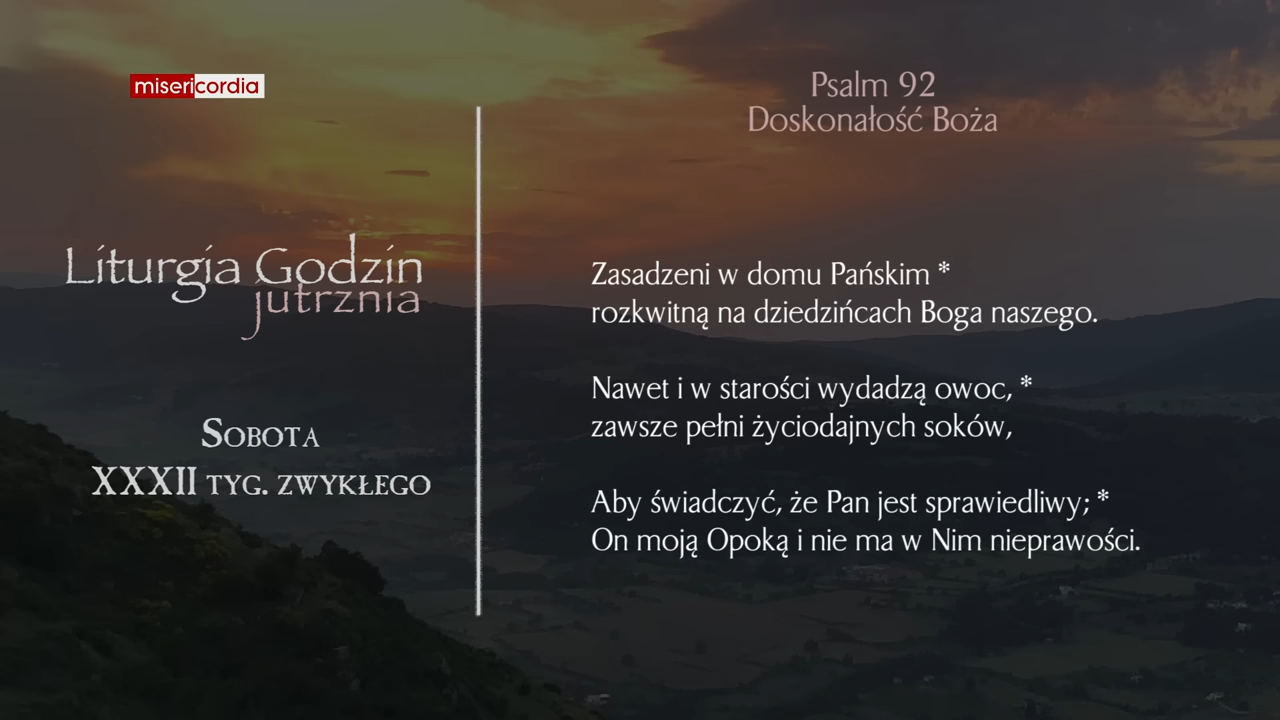 misericordia
Liturgia Godzin
jutrznia
Sobota
XXXII tyg. zwykłego
Psalm 92
Doskonałość Boża
Zasadzeni w domu Pańskim *
rozkwitną na dziedzińcach Boga naszego.
Nawet i w starości wydadzą owoc, *
zawsze pełni życiodajnych soków,
Aby świadczyć, że Pan jest sprawiedliwy; *
On moją Opoką i nie ma w Nim nieprawości.